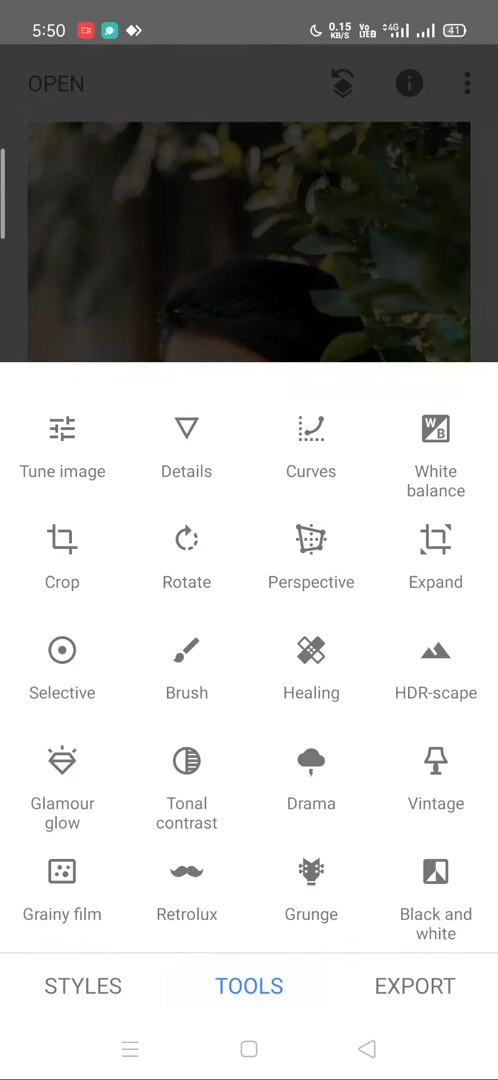 5:50 0.15 KB/S Vo LTE 4G 41
OPEN
Tune image Details Curves White balance
Crop Rotate Perspective Expand
Selective Brush Healing HDR-scape
Glamour glow Tonal contrast Drama Vintage
Grainy film Retrolux Grunge Black and white
STYLES TOOLS EXPORT